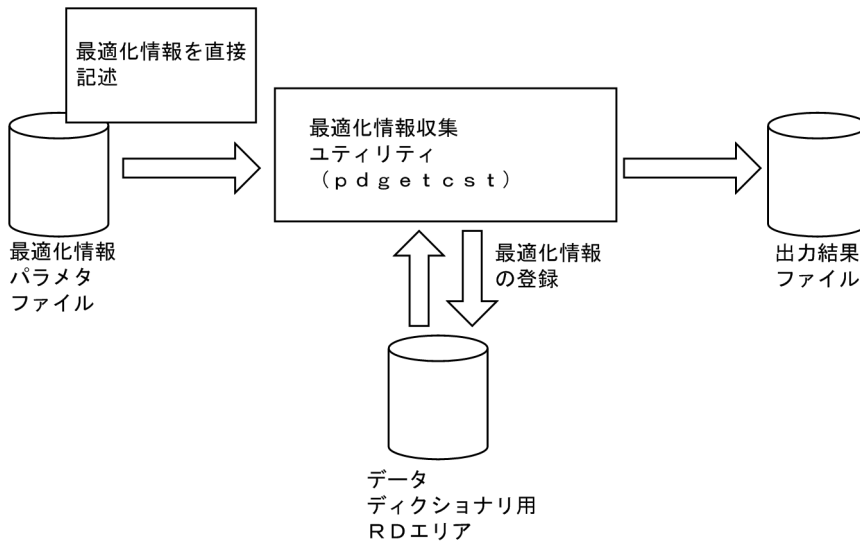 最適化情報を直接
記述
最適化情報収集
ユティリティ
（ｐｄｇｅｔｃｓｔ）
最適化情報
パラメタ
ファイル
最適化情報
の登録
出力結果
ファイル
データ
ディクショナリ用
ＲＤエリア